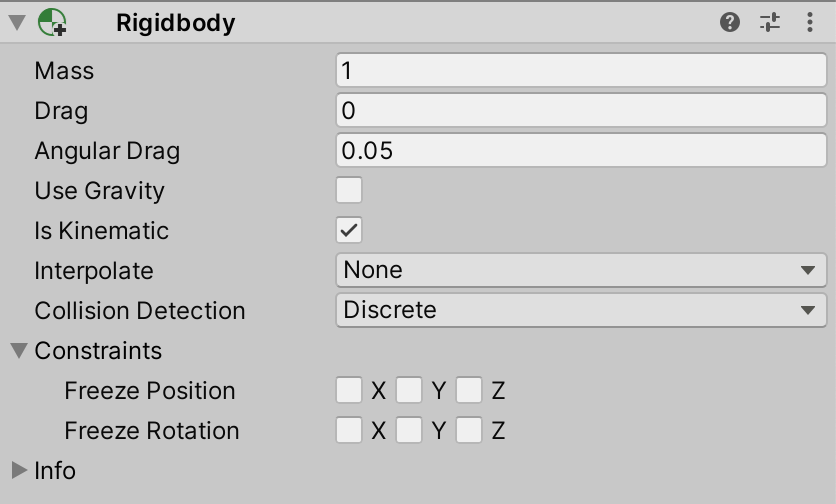 Rigidbody
Mass 1
Drag 0
Angular Drag 0.05
Use Gravity
Is Kinematic
Interpolate None
Collision Detection Discrete
Constraints
Freeze Position X Y Z
Freeze Rotation X Y Z
Info